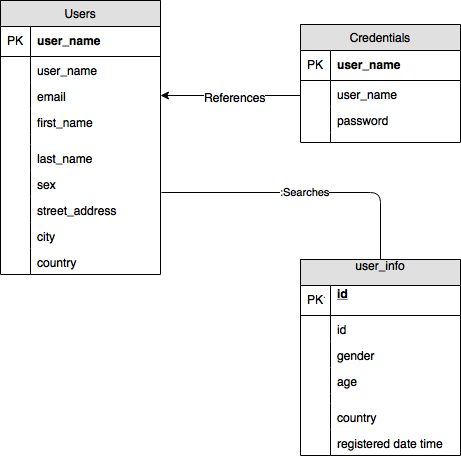 Users
PK user_name
user_name
email
first_name
last_name
sex
street_address
city
country
References
Credentials
PK user_name
user_name
password
:Searches
user_info
PK id
id
gender
age
country
registered date time